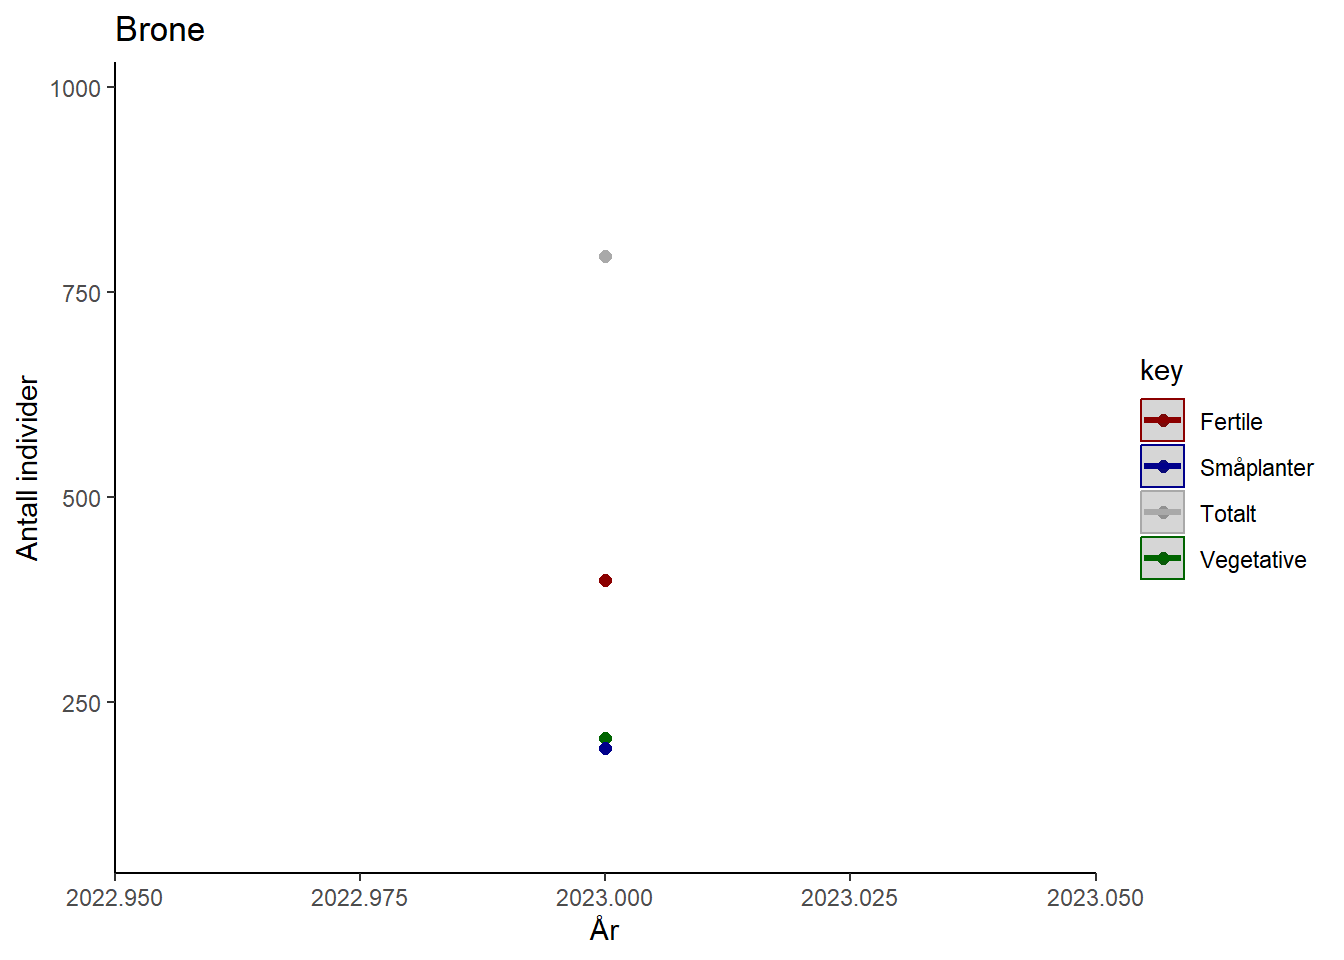 Brone
1000
750
500
250
Antall individer
2022.950
2022.975
2023.000
2023.025
2023.050
År
key
Fertile
Småplanter
Totalt
Vegetative